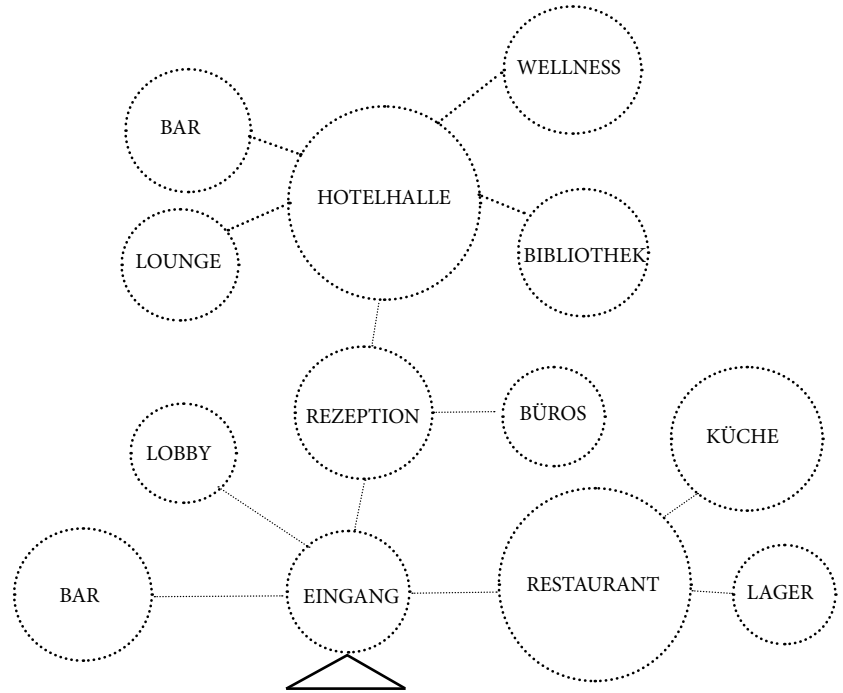 WELLNESS
BAR
HOTELHALLE
BIBLIOTHEK
LOUNGE
REZEPTION
BÜROS
KÜCHE
LOBBY
RESTAURANT
LAGER
BAR
EINGANG